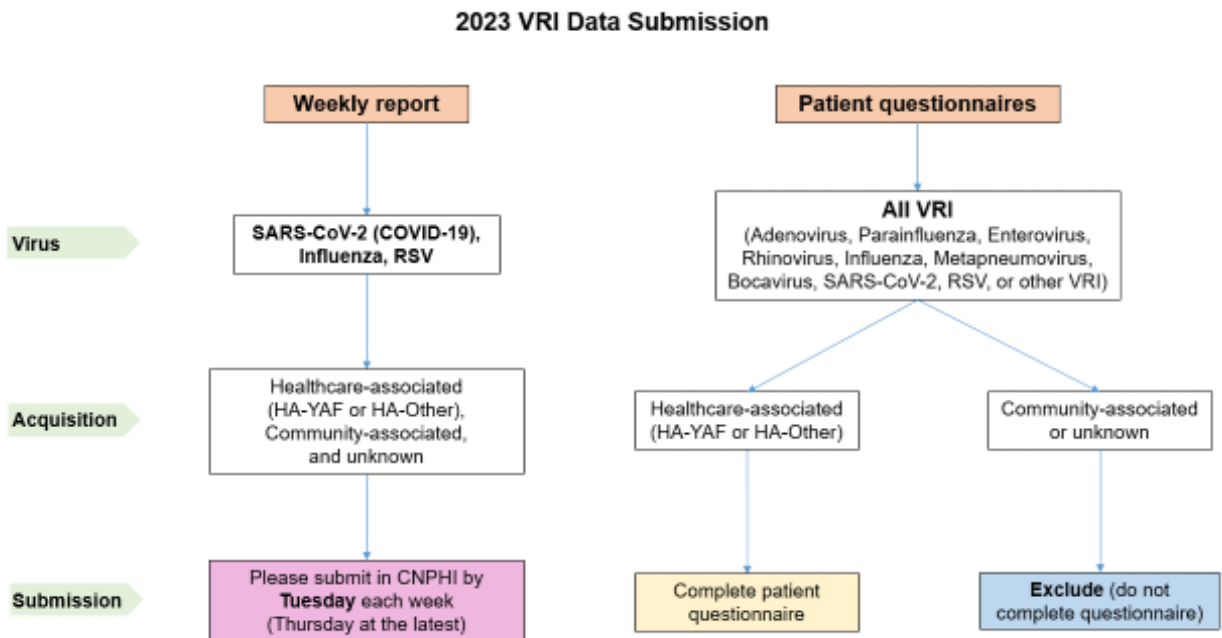 2023 VRI Data Submission
Weekly report
Patient questionnaires
Virus
SARS-CoV-2 (COVID-19),
Influenza, RSV
All VRI
(Adenovirus, Parainfluenza, Enterovirus,
Rhinovirus, Influenza, Metapneumovirus,
Bocavirus, SARS-CoV-2, RSV, or other VRI)
Acquisition
Healthcare-associated
(HA-YAF or HA-Other),
Community-associated,
and unknown
Healthcare-associated
(HA-YAF or HA-Other)
Community-associated
or unknown
Submission
Please submit in CNPHI by
Tuesday each week
(Thursday at the latest)
Complete patient
questionnaire
Exclude (do not
complete questionnaire)